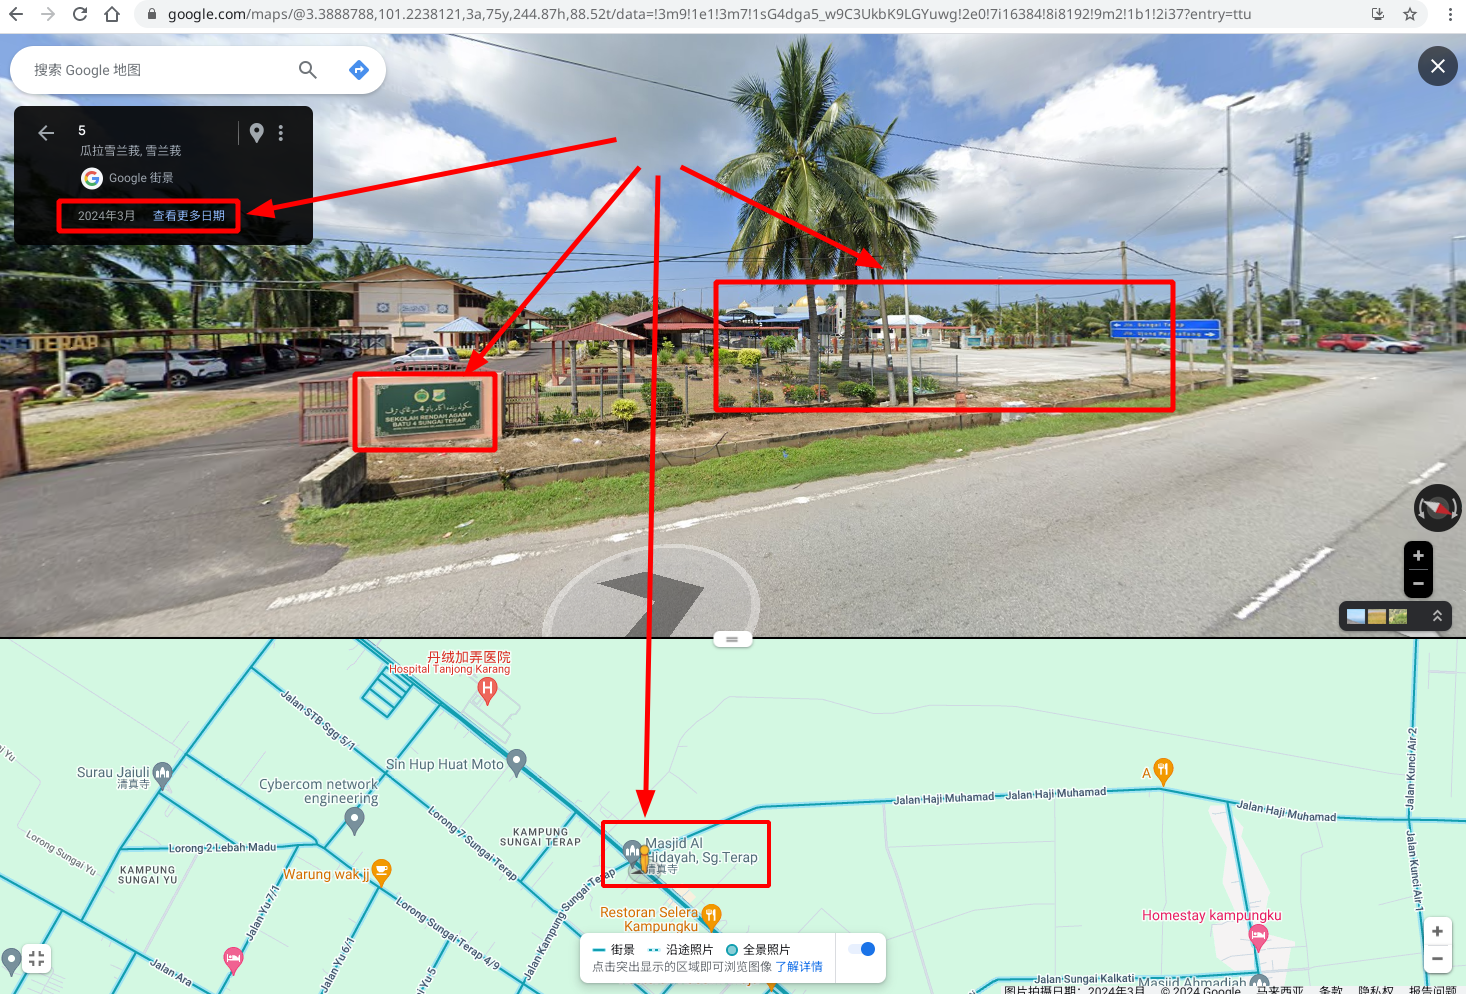 google.com/maps/@3.3888788,101.2238121,3a,75y,244.87h,88.52t/data=!3m9!1e1!3m7!1sG4dga5_w9C3UkbK9LGYuwg!2e0!7i16384!8i8192!9m2!1b1!2i37?entry=ttu
搜索 Google 地图
5
瓜拉雪兰莪, 雪兰莪
Google 街景
2024年3月 查看更多日期
TERAP
Jln. Sungai Terap
SEKOLAH RENDAH AGAMA
BATU 4 SUNGAI TERAP
丹绒加弄医院
Hospital Tanjong Karang
H
Jalan STB Sgg 5/1
Sin Hup Huat Moto
Surau Jaiuli
清真寺
Cybercom network
engineering
A
Jalan Kunci Air 2
Jalan Haji Muhamad
Jalan Haji Muhamad
Jalan Haji Muhamad
Lorong 7 Sungai Terap
KAMPUNG
SUNGAI TERAP
Masjid Al
Hidayah, Sg.Terap
清真寺
Lorong Sungai Yu
Lorong 2 Lebah Madu
KAMPUNG
SUNGAI YU
Warung wak jj
Jalan Kampung Sungai Terap
Jalan Kunci Air 1
Jalan Yu 7/1
Lorong Sungai Terap 4/9
Restoran Selera
Kampungku
Homestay kampungku
Jalan Yu 6/1
Jalan Yu 5
Jalan Ara
街景 沿途照片 全景照片
点击突出显示的区域即可浏览图像 了解详情
Jalan Sungai Kalkati
Masjid Ahmadiah
图片拍摄日期：2024年3月 © 2024 Google 马来西亚 条款 隐私权 报告问题